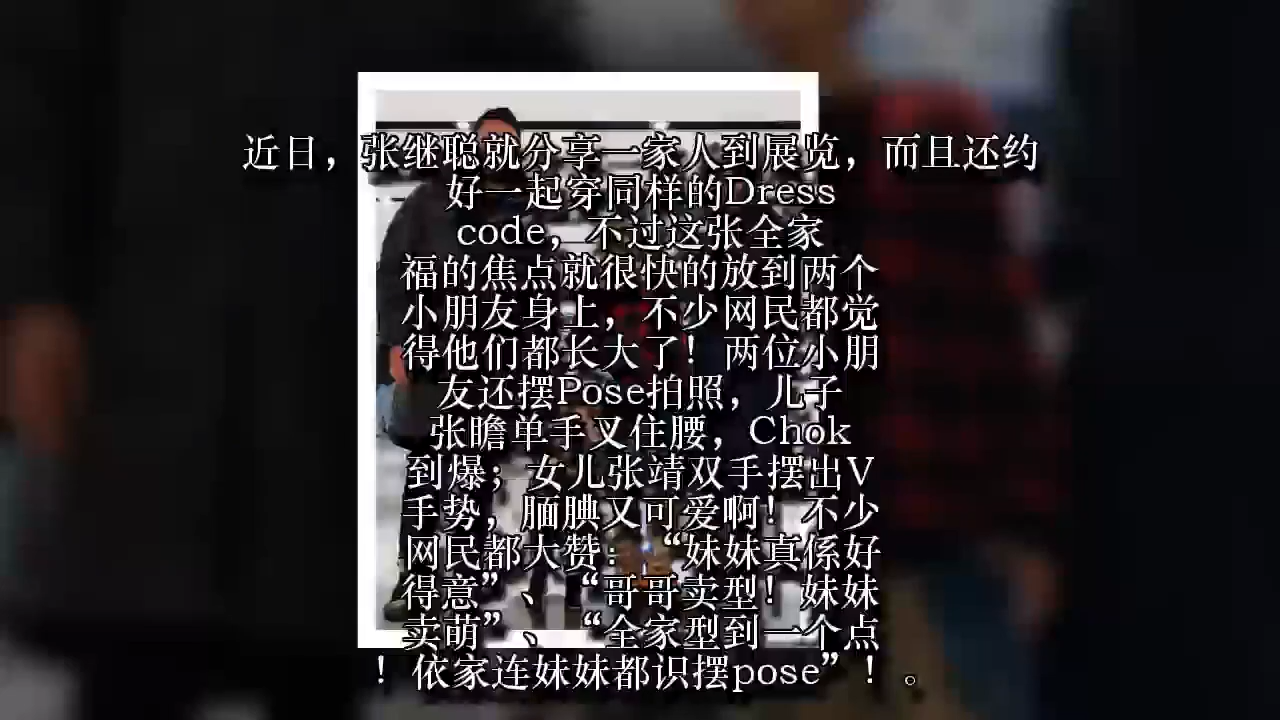 近日，张继聪就分享一家人到展览，而且还约
好一起穿同样的Dress
code，不过这张全家
福的焦点就很快的放到两个
小朋友身上，不少网民都觉
得他们都长大了！两位小朋
友还摆Pose拍照，儿子
张瞻单手叉住腰，Chok
到爆；女儿张靖双手摆出V
手势，腼腆又可爱啊！不少
网民都大赞：“妹妹真係好
得意”、“哥哥卖型！妹妹
卖萌”、“全家型到一个点
！依家连妹妹都识摆pose”！。